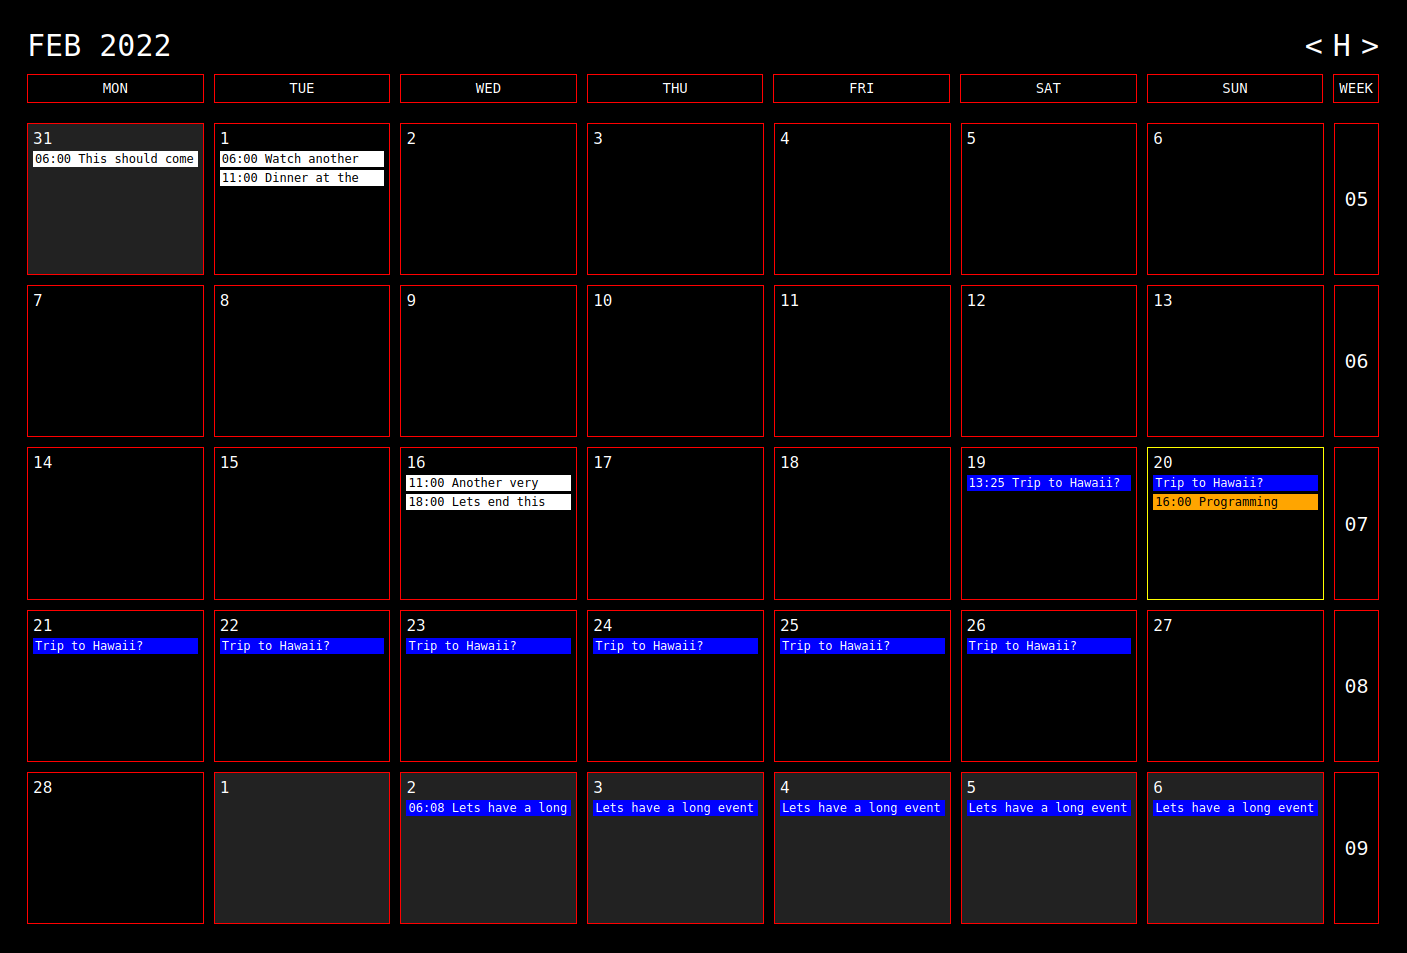 FEB 2022 < H >
MON TUE WED THU FRI SAT SUN WEEK
31 1 2 3 4 5 6
06:00 This should come 06:00 Watch another
11:00 Dinner at the
05
7 8 9 10 11 12 13
06
14 15 16 17 18 19 20
11:00 Another very 13:25 Trip to Hawaii? Trip to Hawaii?
18:00 Lets end this 16:00 Programming
07
21 22 23 24 25 26 27
Trip to Hawaii? Trip to Hawaii? Trip to Hawaii? Trip to Hawaii? Trip to Hawaii? Trip to Hawaii?
08
28 1 2 3 4 5 6
06:08 Lets have a long Lets have a long event Lets have a long event Lets have a long event Lets have a long event
09